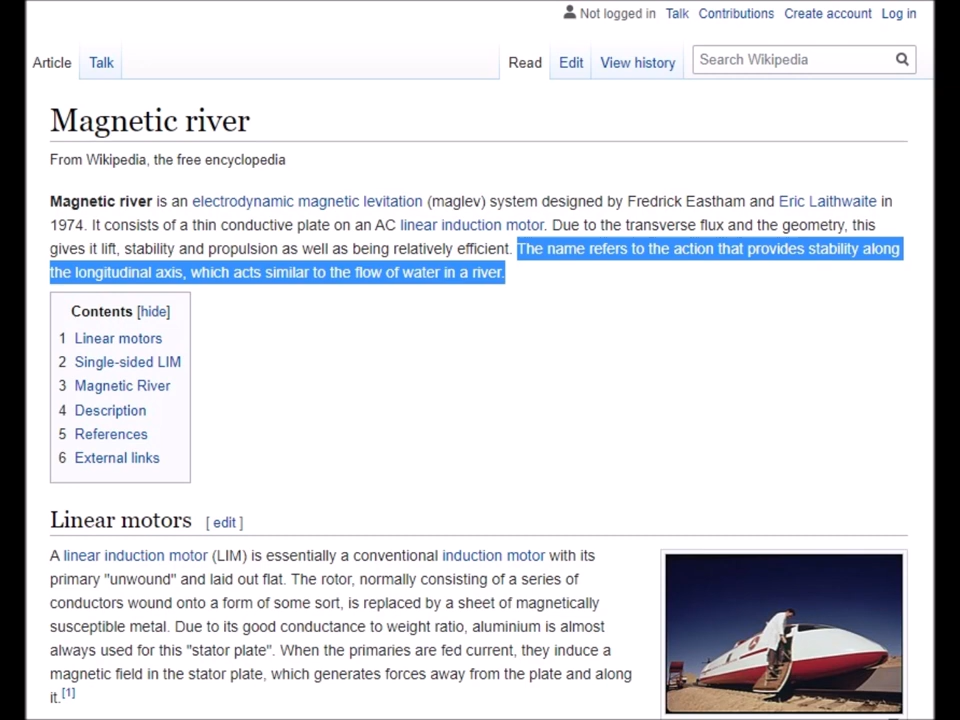 Not logged in Talk Contributions Create account Log in
Article Talk Read Edit View history Search Wikipedia
Magnetic river
From Wikipedia, the free encyclopedia
Magnetic river is an electrodynamic magnetic levitation (maglev) system designed by Fredrick Eastham and Eric Laithwaite in
1974. It consists of a thin conductive plate on an AC linear induction motor. Due to the transverse flux and the geometry, this
gives it lift, stability and propulsion as well as being relatively efficient. The name refers to the action that provides stability along
the longitudinal axis, which acts similar to the flow of water in a river.
Contents [hide]
1 Linear motors
2 Single-sided LIM
3 Magnetic River
4 Description
5 References
6 External links
Linear motors [ edit ]
A linear induction motor (LIM) is essentially a conventional induction motor with its
primary "unwound" and laid out flat. The rotor, normally consisting of a series of
conductors wound onto a form of some sort, is replaced by a sheet of magnetically
susceptible metal. Due to its good conductance to weight ratio, aluminium is almost
always used for this "stator plate". When the primaries are fed current, they induce a
magnetic field in the stator plate, which generates forces away from the plate and along
it.[1]